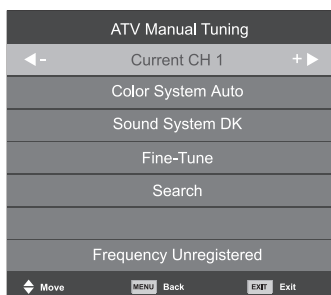 ATV Manual Tuning
- Current CH 1 +
Color System Auto
Sound System DK
Fine-Tune
Search
Frequency Unregistered
Move MENU Back EXIT Exit